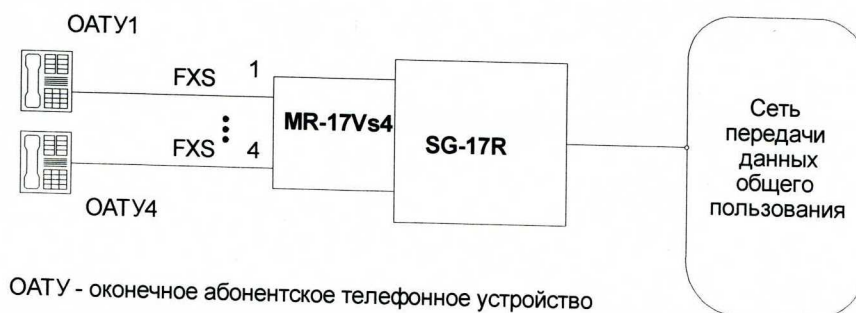 ОАТУ1
FXS 1
MR-17Vs4
SG-17R
FXS 4
ОАТУ4
Сеть
передачи
данных
общего
пользования
ОАТУ - оконечное абонентское телефонное устройство